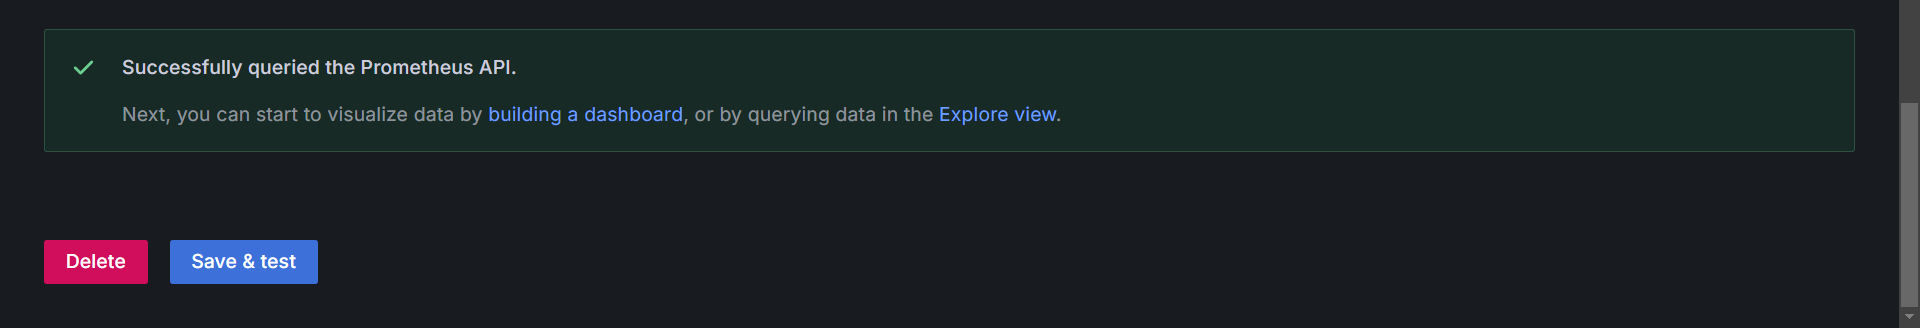 Successfully queried the Prometheus API.
Next, you can start to visualize data by building a dashboard, or by querying data in the Explore view.
Delete
Save & test